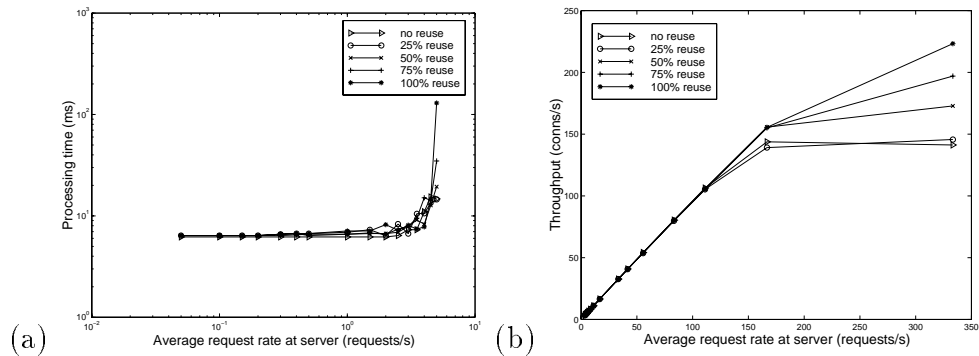 (a)
Processing time (ms)
10^3
10^2
10^1
10^0
10^-2
10^-1
10^0
10^1
Average request rate at server (requests/s)
no reuse
25% reuse
50% reuse
75% reuse
100% reuse
(b)
Throughput (conns/s)
250
200
150
100
50
0
0
50
100
150
200
250
300
350
Average request rate at server (requests/s)
no reuse
25% reuse
50% reuse
75% reuse
100% reuse